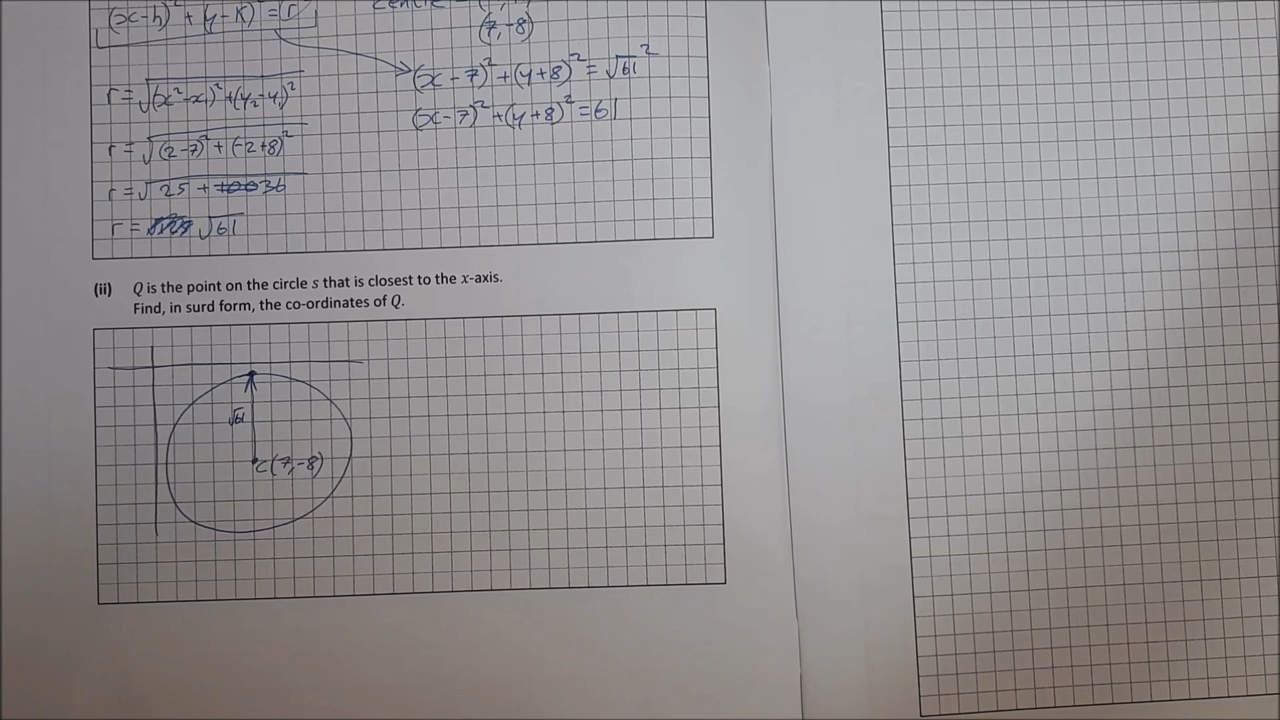 (x-h)² + (y-k)² = r
centre =
(7,-8)
(x-7)² + (y+8)² = √61²
(x-7)² + (y+8)² = 61
r = √(x²-x₁)² + (y₂-y₁)²
r = √(2-7)² + (-2+8)²
r = √25 + 36
r = √61
(ii) Q is the point on the circle s that is closest to the x-axis.
Find, in surd form, the co-ordinates of Q.
√61
C(7,-8)